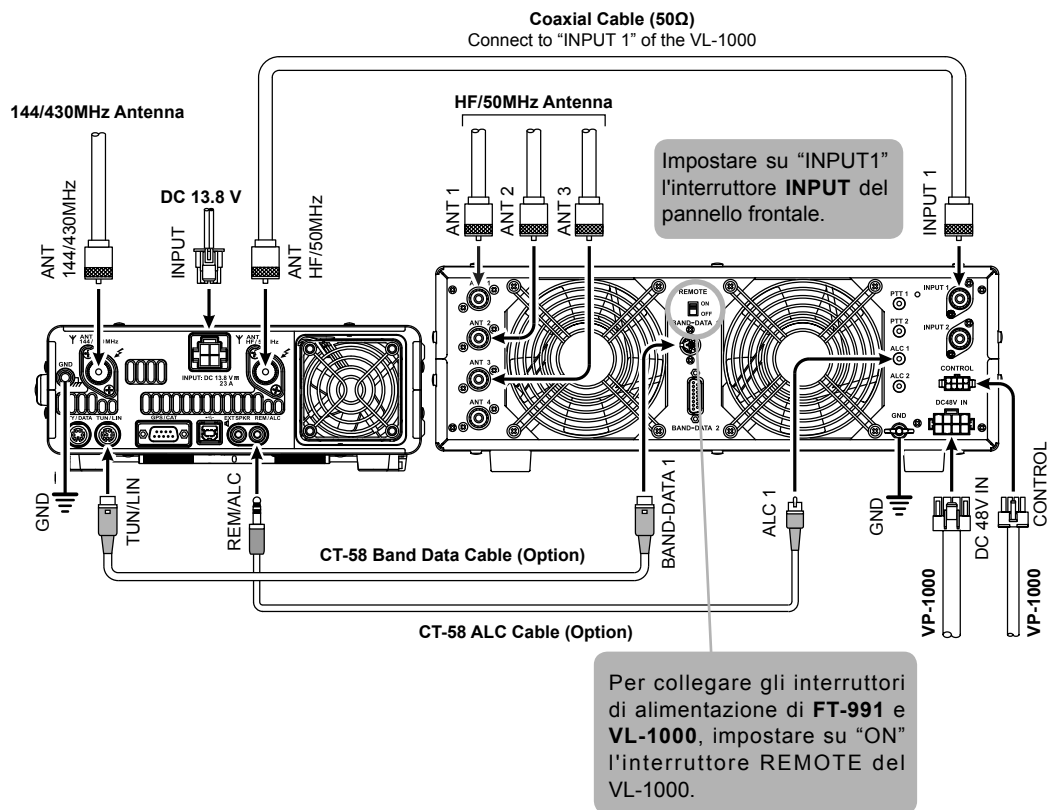 Coaxial Cable (50Ω)
Connect to “INPUT 1” of the VL-1000
144/430MHz Antenna
HF/50MHz Antenna
DC 13.8 V
Impostare su “INPUT1”
l'interruttore INPUT del
pannello frontale.
ANT
144/430MHz
INPUT
ANT
HF/50MHz
ANT 1
ANT 2
ANT 3
INPUT 1
REMOTE
ON
OFF
BAND-DATA
ANT 2
ANT 3
ANT 4
BAND-DATA 2
PTT 1
PTT 2
ALC 1
ALC 2
GND
INPUT 1
INPUT 2
CONTROL
DC48V IN
GND
ANT
INPUT: DC 13.8 V
23 A
TUN/LIN
GPS/CAT
EXT SPKR
REM/ALC
GND
TUN/LIN
REM/ALC
BAND-DATA 1
ALC 1
GND
DC 48V IN
CONTROL
CT-58 Band Data Cable (Option)
CT-58 ALC Cable (Option)
VP-1000
VP-1000
Per collegare gli interruttori
di alimentazione di FT-991 e
VL-1000, impostare su “ON”
l'interruttore REMOTE del
VL-1000.